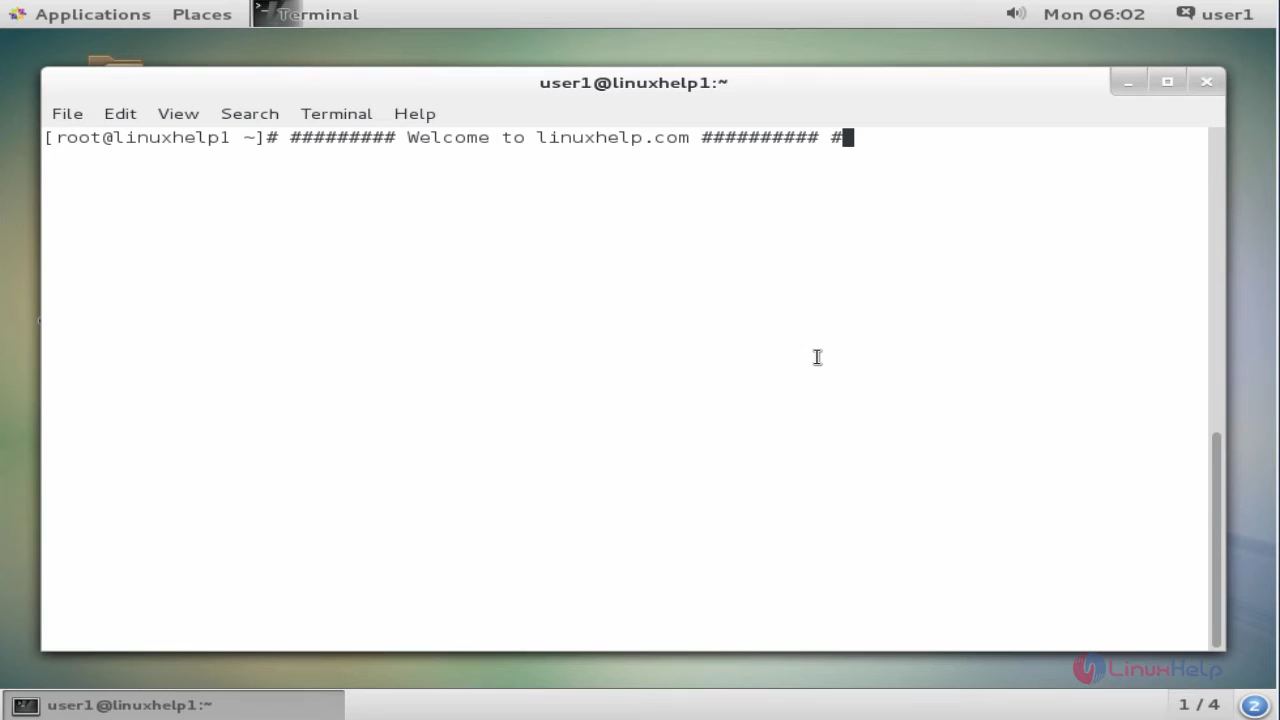 Applications Places Terminal Mon 06:02 user1
user1@linuxhelp1:~
File Edit View Search Terminal Help
[root@linuxhelp1 ~]# ######### Welcome to linuxhelp.com ########## #
LinuxHelp
user1@linuxhelp1:~ 1 / 4 2